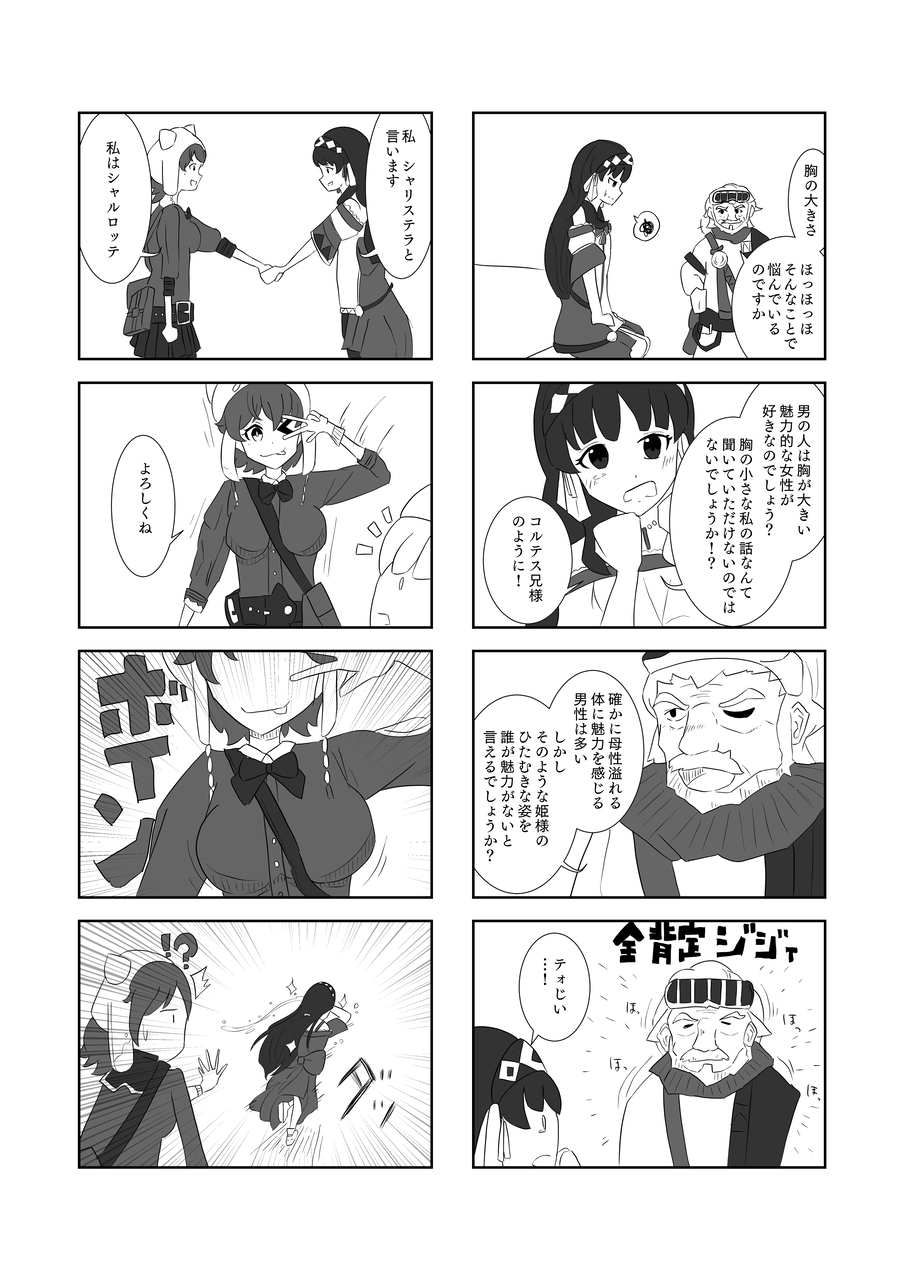 胸の大きさ
ほっほっほ
そんなことで
悩んでいる
のですか
男の人は胸が大きい
魅力的な女性が
好きなのでしょう?
胸の小さな私の話なんて
聞いていただけないのでは
ないでしょうか!?
コルテス兄様
のように!
確かに母性溢れる
体に魅力を感じる
男性は多い
しかし
そのような姫様の
ひたむきな姿を
誰が魅力がないと
言えるでしょうか?
全背定ジジィ
ほっ
ほっ
ほっ
ほっ
テォじい
…!
私 シャリステラと
言います
私はシャルロッテ
よろしくね
ボイン
!?